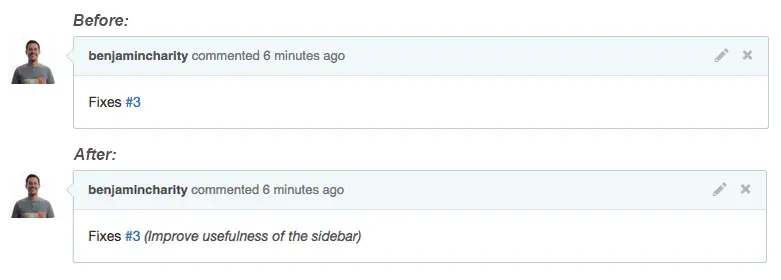 Before:
benjamincharity commented 6 minutes ago
Fixes #3
After:
benjamincharity commented 6 minutes ago
Fixes #3 (Improve usefulness of the sidebar)